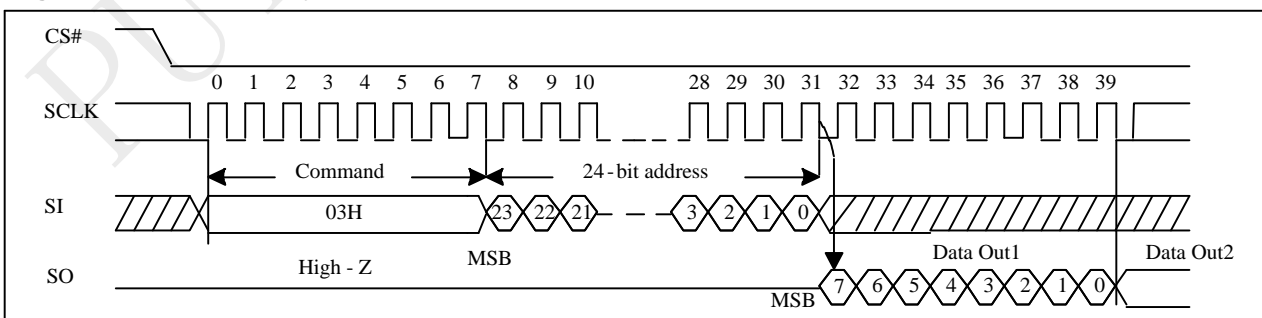 CS#
0 1 2 3 4 5 6 7 8 9 10 28 29 30 31 32 33 34 35 36 37 38 39
SCLK
Command 24-bit address
SI 03H 23 22 21 3 2 1 0
MSB Data Out1 Data Out2
High - Z
SO 7 6 5 4 3 2 1 0
MSB